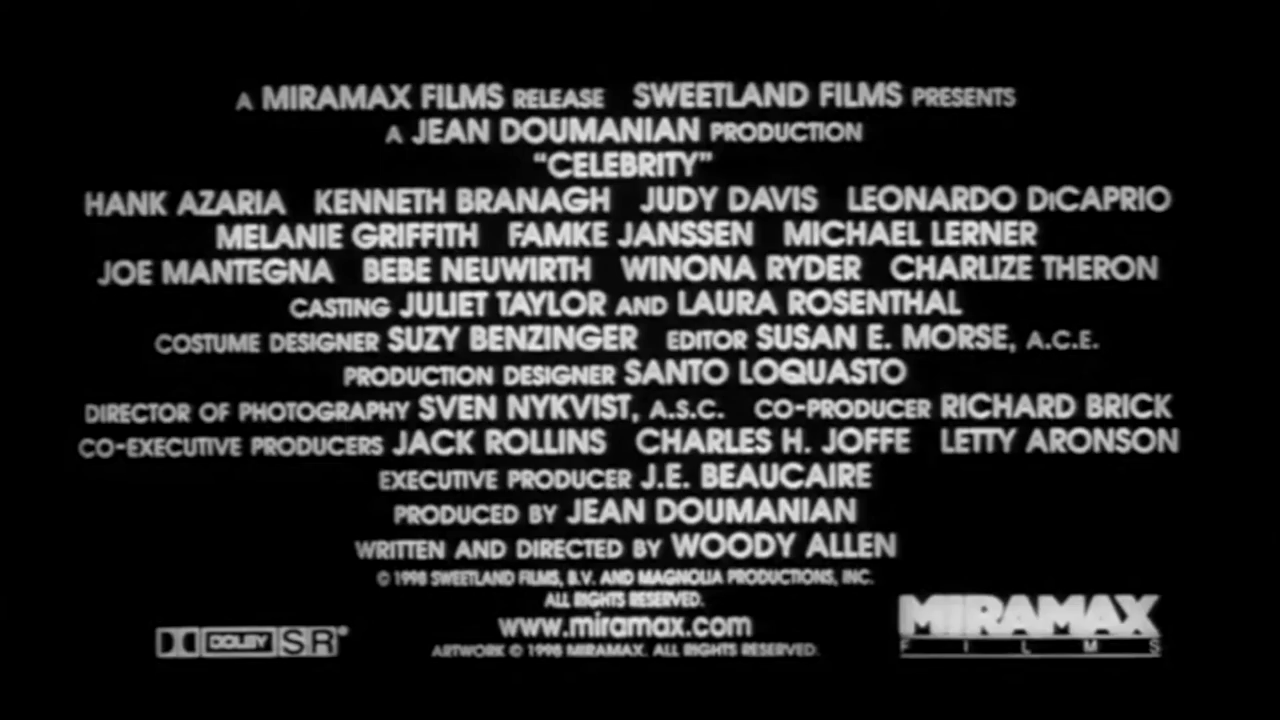 A MIRAMAX FILMS RELEASE SWEETLAND FILMS PRESENTS
A JEAN DOUMANIAN PRODUCTION
"CELEBRITY"
HANK AZARIA KENNETH BRANAGH JUDY DAVIS LEONARDO DiCAPRIO
MELANIE GRIFFITH FAMKE JANSSEN MICHAEL LERNER
JOE MANTEGNA BEBE NEUWIRTH WINONA RYDER CHARLIZE THERON
CASTING JULIET TAYLOR AND LAURA ROSENTHAL
COSTUME DESIGNER SUZY BENZINGER EDITOR SUSAN E. MORSE, A.C.E.
PRODUCTION DESIGNER SANTO LOQUASTO
DIRECTOR OF PHOTOGRAPHY SVEN NYKVIST, A.S.C. CO-PRODUCER RICHARD BRICK
CO-EXECUTIVE PRODUCERS JACK ROLLINS CHARLES H. JOFFE LETTY ARONSON
EXECUTIVE PRODUCER J.E. BEAUCAIRE
PRODUCED BY JEAN DOUMANIAN
WRITTEN AND DIRECTED BY WOODY ALLEN
© 1998 SWEETLAND FILMS, B.V. AND MAGNOLIA PRODUCTIONS, INC.
ALL RIGHTS RESERVED.
www.miramax.com
ARTWORK © 1998 MIRAMAX. ALL RIGHTS RESERVED.
DOLBY SR
MIRAMAX
FILMS